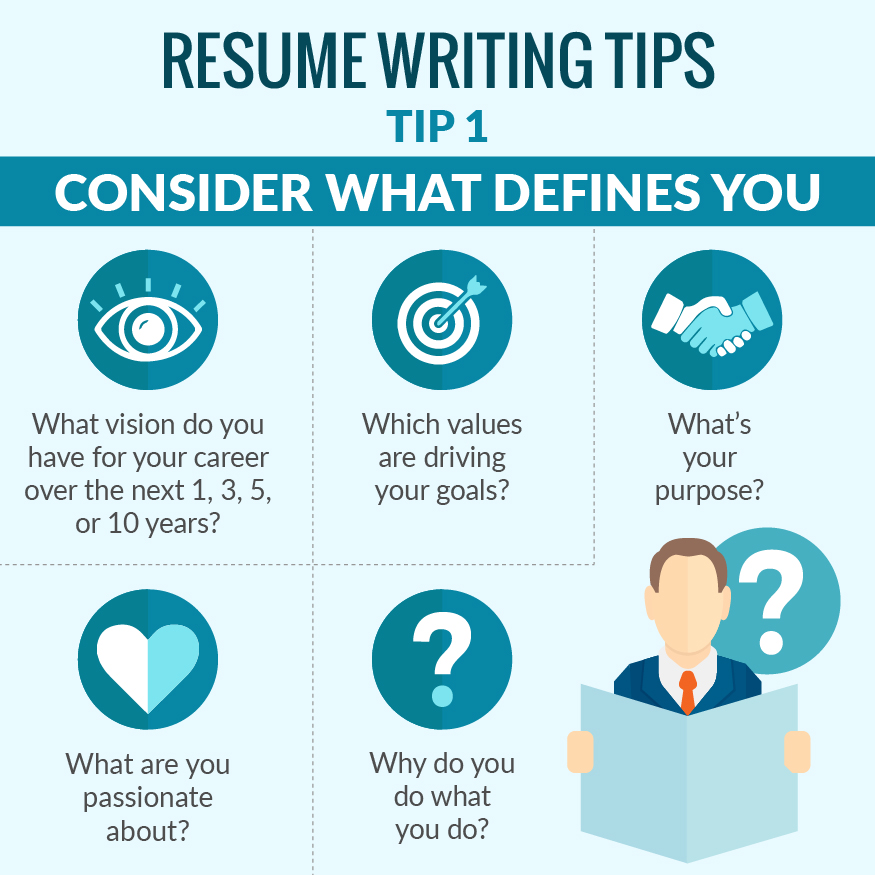 RESUME WRITING TIPS
TIP 1
CONSIDER WHAT DEFINES YOU
What vision do you
have for your career
over the next 1, 3, 5,
or 10 years?
Which values
are driving
your goals?
What’s
your
purpose?
What are you
passionate
about?
?
Why do you
do what
you do?
?